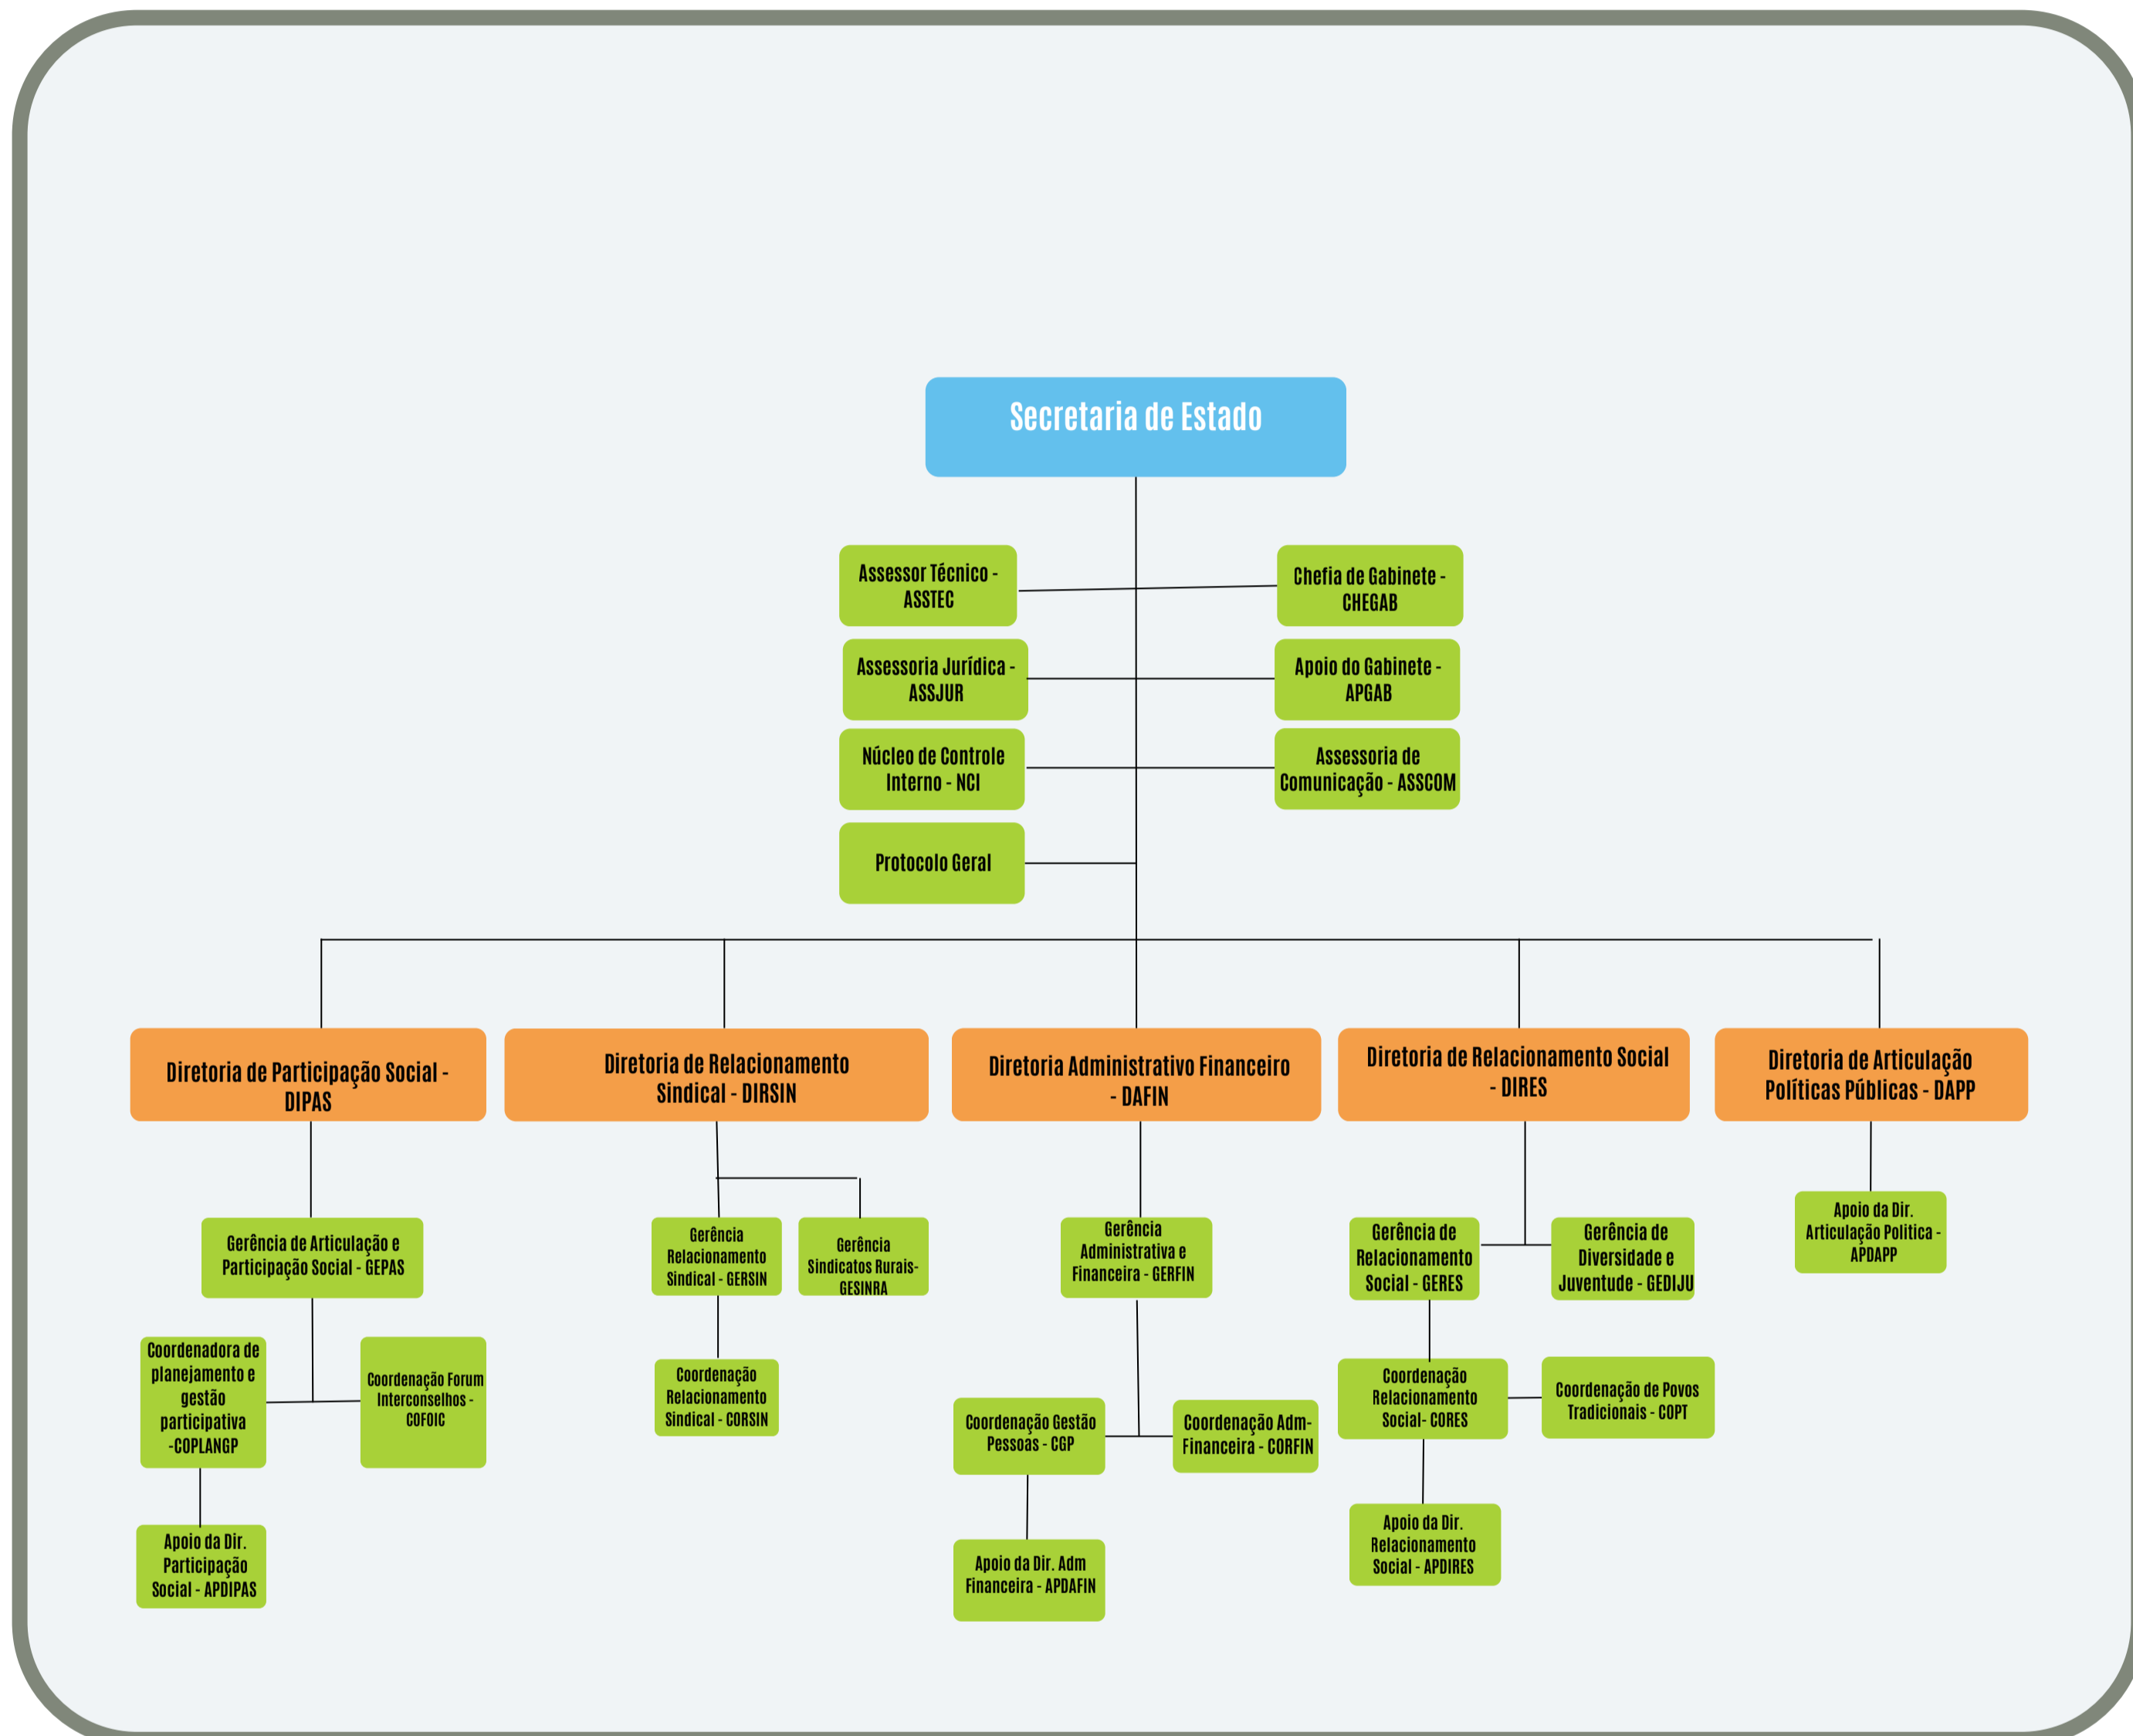 Secretaria de Estado
Assessor Técnico -
ASSTEC
Chefia de Gabinete -
CHEGAB
Assessoria Jurídica -
ASSJUR
Apoio do Gabinete -
APGAB
Núcleo de Controle
Interno - NCI
Assessoria de
Comunicação - ASSCOM
Protocolo Geral
Diretoria de Participação Social -
DIPAS
Diretoria de Relacionamento
Sindical - DIRSIN
Diretoria Administrativo Financeiro
- DAFIN
Diretoria de Relacionamento Social
- DIRES
Diretoria de Articulação
Políticas Públicas - DAPP
Gerência de Articulação e
Participação Social - GEPAS
Gerência
Relacionamento
Sindical - GERSIN
Gerência
Sindicatos Rurais-
GESINRA
Gerência
Administrativa e
Financeira - GERFIN
Gerência de
Relacionamento
Social - GERES
Gerência de
Diversidade e
Juventude - GEDIJU
Apoio da Dir.
Articulação Politica -
APDAPP
Coordenadora de
planejamento e
gestão
participativa
-COPLANGP
Coordenação Forum
Interconselhos -
COFOIC
Coordenação
Relacionamento
Sindical - CORSIN
Coordenação Gestão
Pessoas - CGP
Coordenação Adm-
Financeira - CORFIN
Coordenação
Relacionamento
Social- CORES
Coordenação de Povos
Tradicionais - COPT
Apoio da Dir.
Participação
Social - APDIPAS
Apoio da Dir. Adm
Financeira - APDAFIN
Apoio da Dir.
Relacionamento
Social - APDIRES